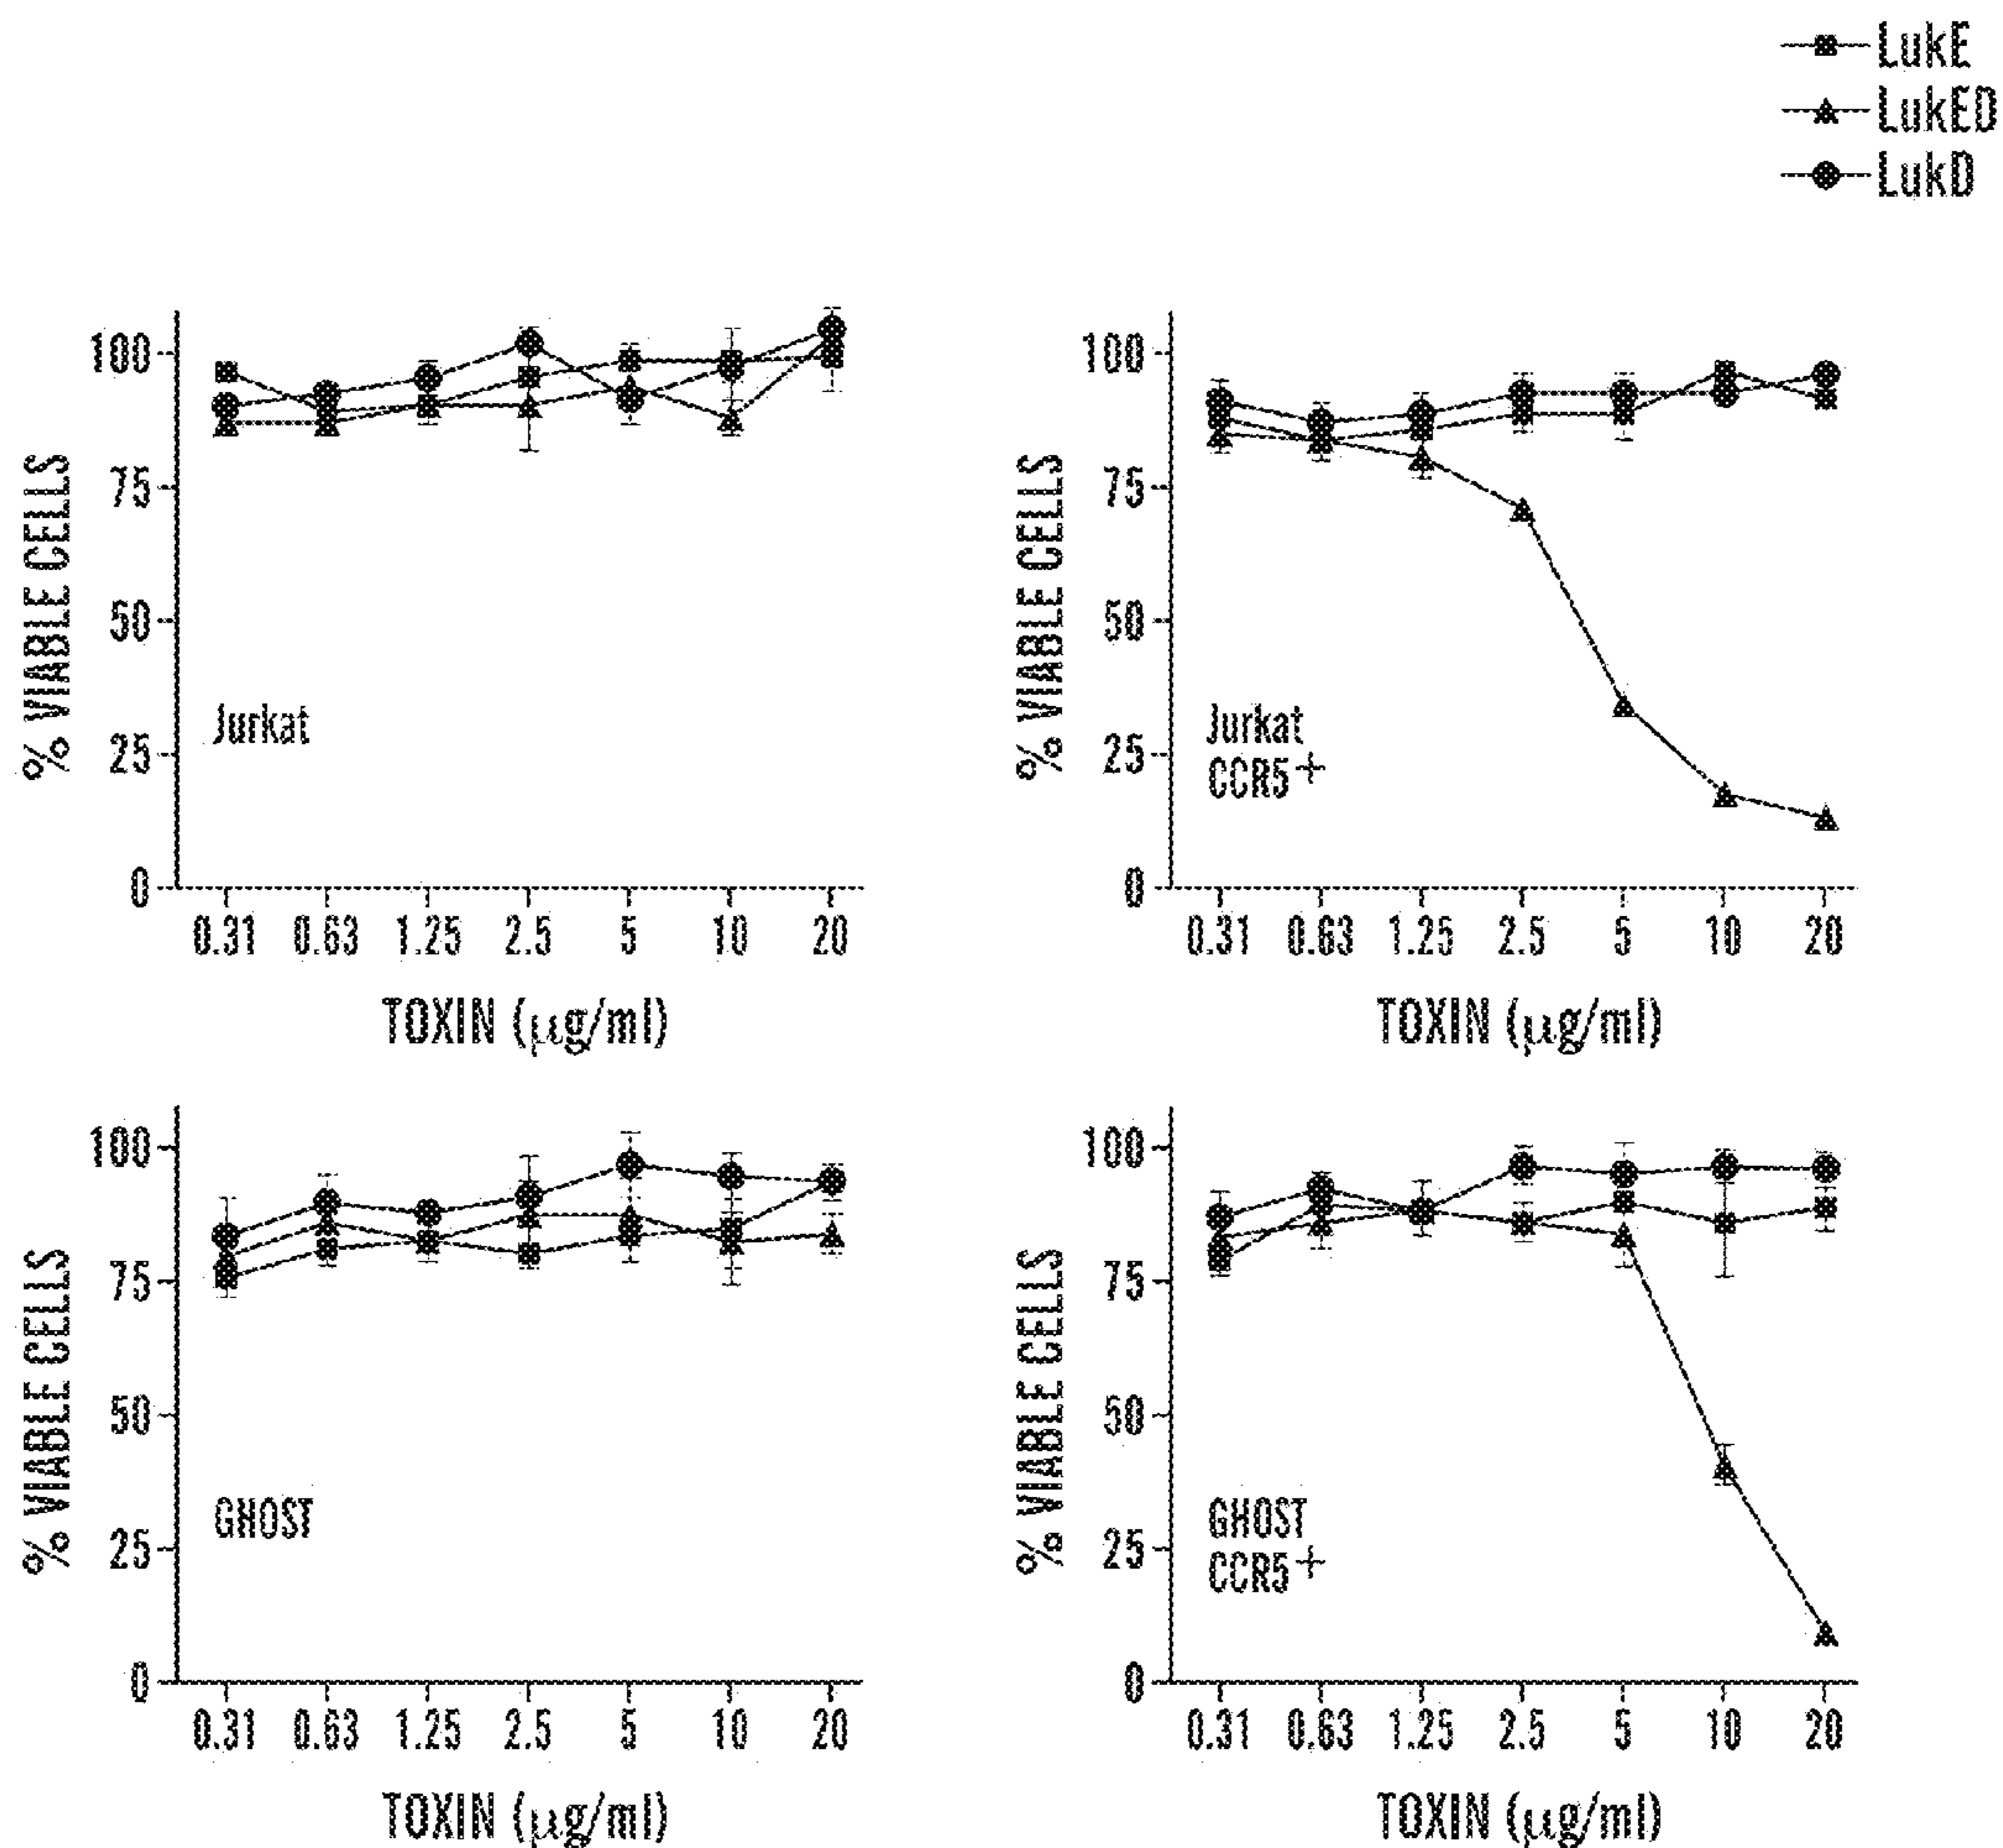 LukE
LukED
LukD
% VIABLE CELLS
100
75
50
25
0
Jurkat
0.31 0.63 1.25 2.5 5 10 20
TOXIN (μg/ml)
% VIABLE CELLS
100
75
50
25
0
Jurkat
CCR5+
0.31 0.63 1.25 2.5 5 10 20
TOXIN (μg/ml)
% VIABLE CELLS
100
75
50
25
0
GHOST
0.31 0.63 1.25 2.5 5 10 20
TOXIN (μg/ml)
% VIABLE CELLS
100
75
50
25
0
GHOST
CCR5+
0.31 0.63 1.25 2.5 5 10 20
TOXIN (μg/ml)